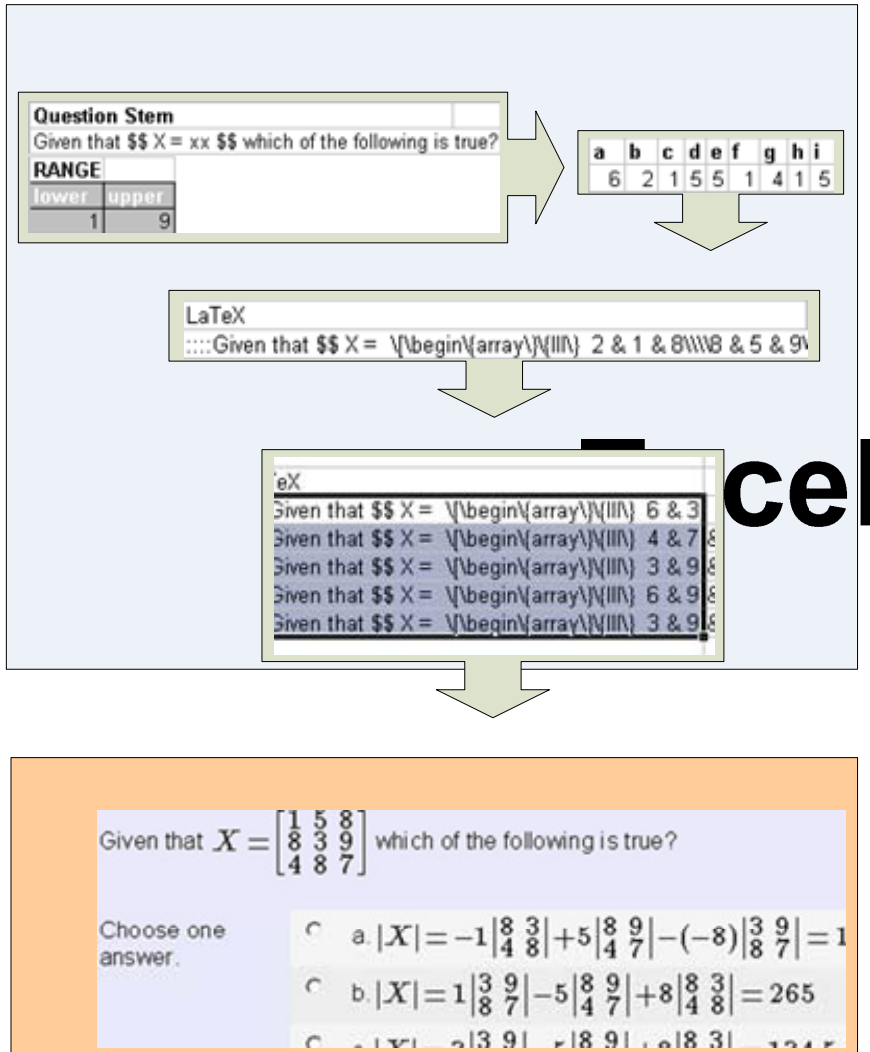 Question Stem
Given that $$ X = xx $$ which of the following is true?
RANGE
lower upper
1 9
a b c d e f g h i
6 2 1 5 5 1 4 1 5
LaTeX
::::Given that $$ X = \[\begin\{array\}\{lll\} 2 & 1 & 8\\\\8 & 5 & 9\
eX
Given that $$ X = \[\begin\{array\}\{lll\} 6 & 3
Given that $$ X = \[\begin\{array\}\{lll\} 4 & 7 &
Given that $$ X = \[\begin\{array\}\{lll\} 3 & 9 &
Given that $$ X = \[\begin\{array\}\{lll\} 6 & 9 &
Given that $$ X = \[\begin\{array\}\{lll\} 3 & 9 &
cel
Given that X = [1 5 8; 8 3 9; 4 8 7] which of the following is true?
Choose one
answer.
a. |X| = −1|8 3; 4 8| + 5|8 9; 4 7| − (−8)|3 9; 8 7| = 1
b. |X| = 1|3 9; 8 7| − 5|8 9; 4 7| + 8|8 3; 4 8| = 265